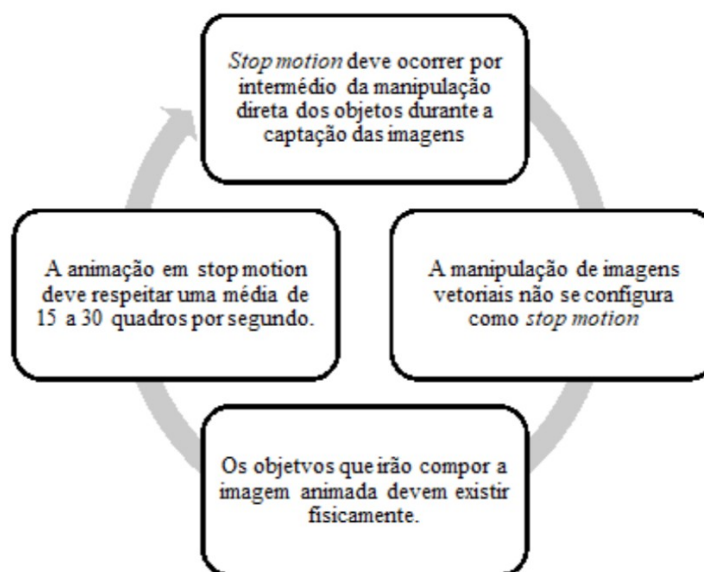 Stop motion deve ocorrer por
intermédio da manipulação
direta dos objetos durante a
captação das imagens
A manipulação de imagens
vetoriais não se configura
como stop motion
Os objetvos que irão compor a
imagem animada devem existir
físicamente.
A animação em stop motion
deve respeitar uma média de
15 a 30 quadros por segundo.